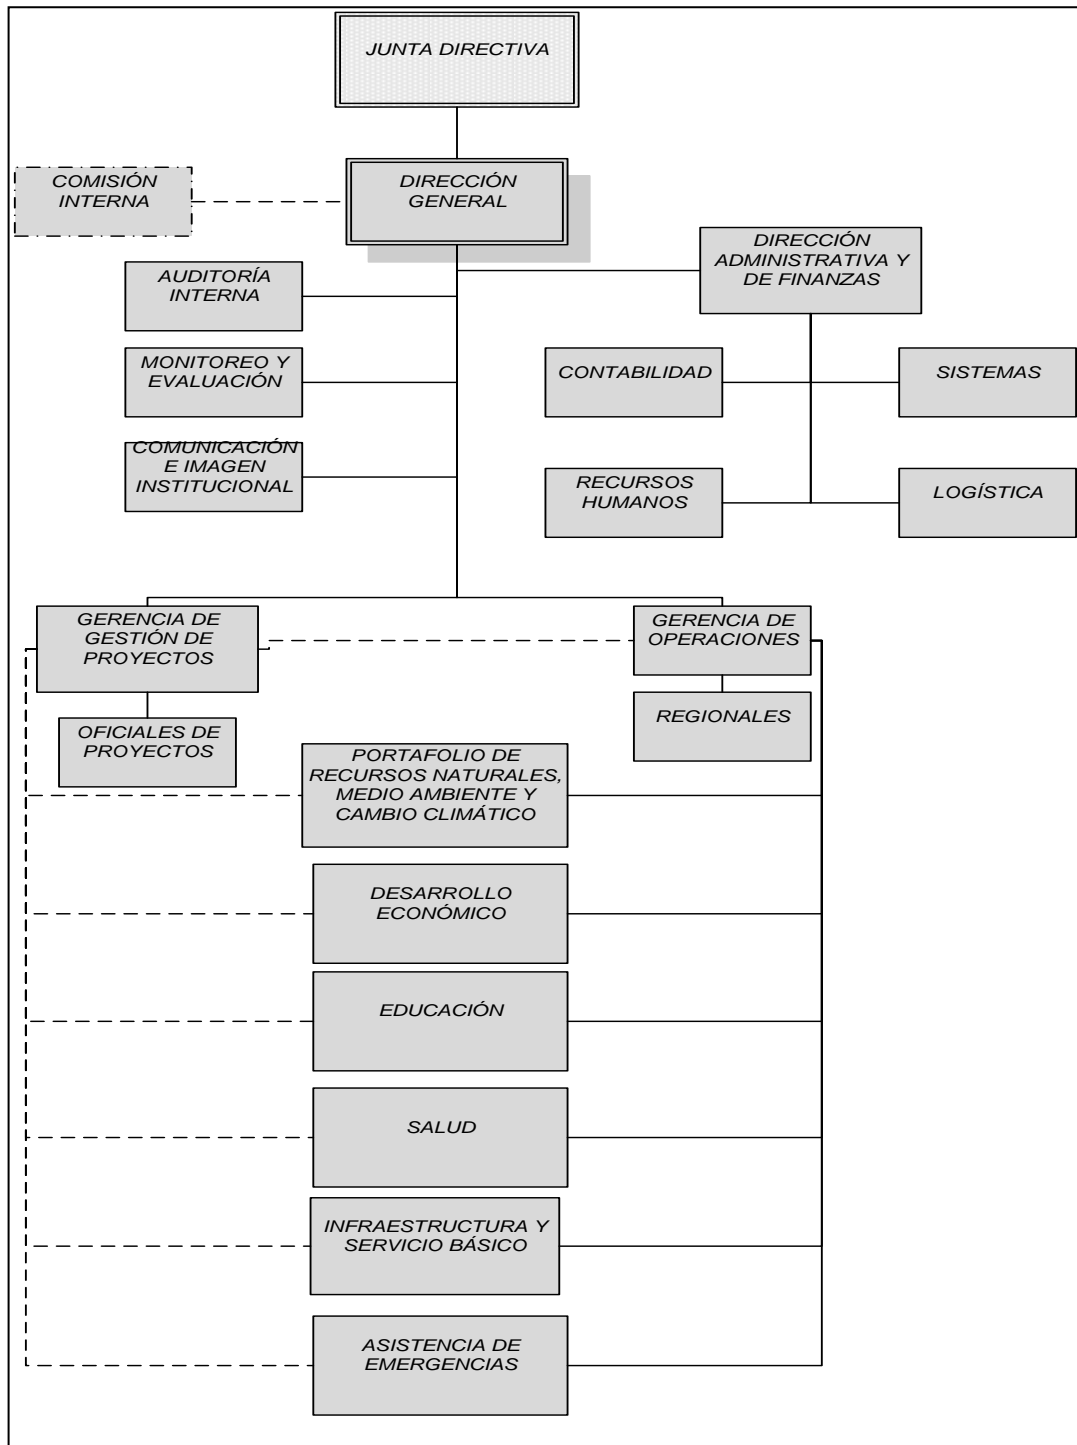 JUNTA DIRECTIVA
COMISIÓN
INTERNA
DIRECCIÓN
GENERAL
DIRECCIÓN
ADMINISTRATIVA Y
DE FINANZAS
AUDITORÍA
INTERNA
MONITOREO Y
EVALUACIÓN
CONTABILIDAD
SISTEMAS
COMUNICACIÓN
E IMAGEN
INSTITUCIONAL
RECURSOS
HUMANOS
LOGÍSTICA
GERENCIA DE
GESTIÓN DE
PROYECTOS
GERENCIA DE
OPERACIONES
OFICIALES DE
PROYECTOS
REGIONALES
PORTAFOLIO DE
RECURSOS NATURALES,
MEDIO AMBIENTE Y
CAMBIO CLIMÁTICO
DESARROLLO
ECONÓMICO
EDUCACIÓN
SALUD
INFRAESTRUCTURA Y
SERVICIO BÁSICO
ASISTENCIA DE
EMERGENCIAS